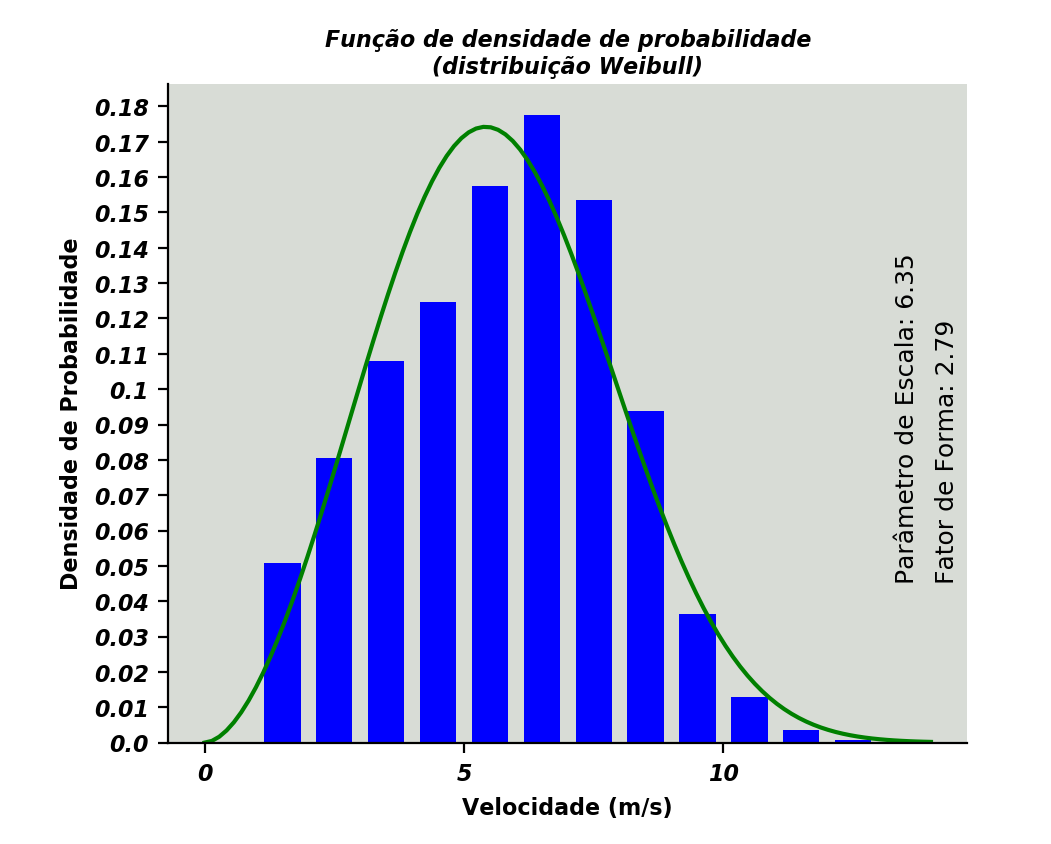 Função de densidade de probabilidade
(distribuição Weibull)
Densidade de Probabilidade
0.18
0.17
0.16
0.15
0.14
0.13
0.12
0.11
0.1
0.09
0.08
0.07
0.06
0.05
0.04
0.03
0.02
0.01
0.0
Parâmetro de Escala: 6.35
Fator de Forma: 2.79
0 5 10
Velocidade (m/s)